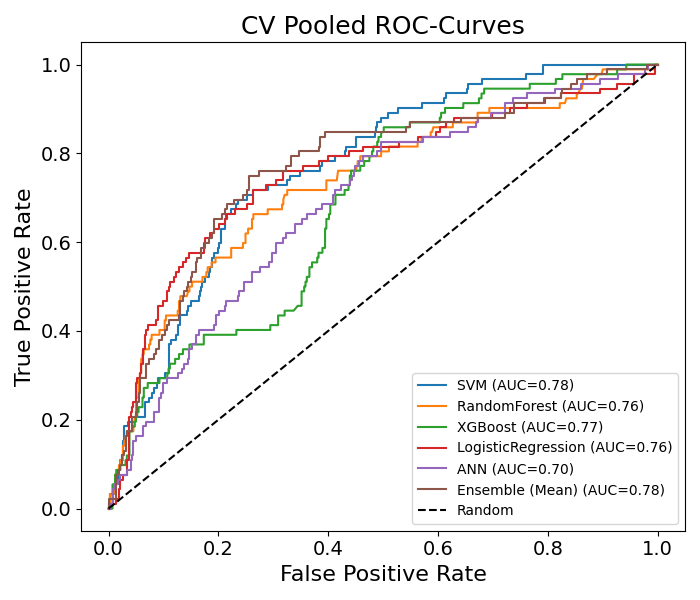 CV Pooled ROC-Curves
True Positive Rate
1.0
0.8
0.6
0.4
0.2
0.0
SVM (AUC=0.78)
RandomForest (AUC=0.76)
XGBoost (AUC=0.77)
LogisticRegression (AUC=0.76)
ANN (AUC=0.70)
Ensemble (Mean) (AUC=0.78)
Random
0.0 0.2 0.4 0.6 0.8 1.0
False Positive Rate